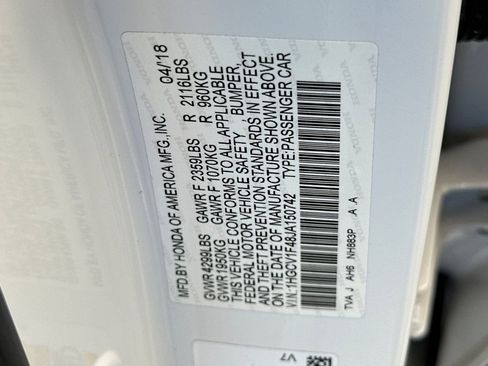 MFD.BY HONDA OF AMERICA MFG.,INC. 04/18
GVWR 4299LBS GAWR F 2359LBS R 2116LBS
GVWR 1950KG GAWR F 1070KG R 960KG
THIS VEHICLE CONFORMS TO ALL APPLICABLE
FEDERAL MOTOR VEHICLE SAFETY, BUMPER,
AND THEFT PREVENTION STANDARDS IN EFFECT
ON THE DATE OF MANUFACTURE SHOWN ABOVE.
V.I.N.:1HGCV1F48JA150742 TYPE:PASSENGER CAR
TVA J AH6 NH883P A A
V7